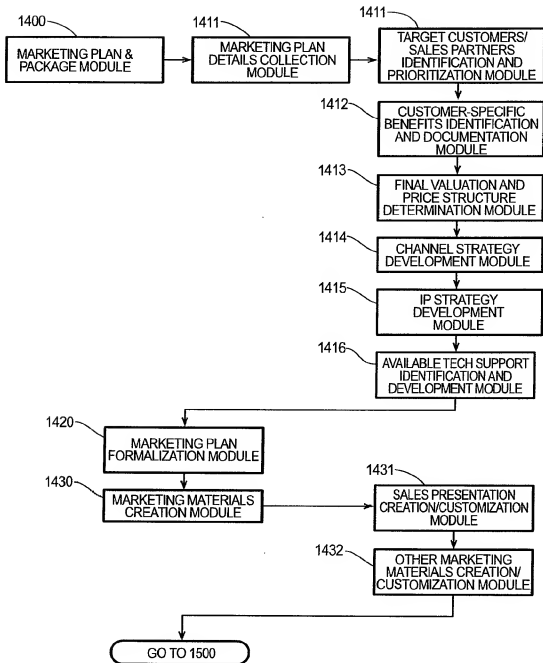 1400
MARKETING PLAN &
PACKAGE MODULE
1411
MARKETING PLAN
DETAILS COLLECTION
MODULE
1411
TARGET CUSTOMERS/
SALES PARTNERS
IDENTIFICATION AND
PRIORITIZATION MODULE
1412
CUSTOMER-SPECIFIC
BENEFITS IDENTIFICATION
AND DOCUMENTATION
MODULE
1413
FINAL VALUATION AND
PRICE STRUCTURE
DETERMINATION MODULE
1414
CHANNEL STRATEGY
DEVELOPMENT MODULE
1415
IP STRATEGY
DEVELOPMENT
MODULE
1416
AVAILABLE TECH SUPPORT
IDENTIFICATION AND
DEVELOPMENT MODULE
1420
MARKETING PLAN
FORMALIZATION MODULE
1430
MARKETING MATERIALS
CREATION MODULE
1431
SALES PRESENTATION
CREATION/CUSTOMIZATION
MODULE
1432
OTHER MARKETING
MATERIALS CREATION/
CUSTOMIZATION MODULE
GO TO 1500